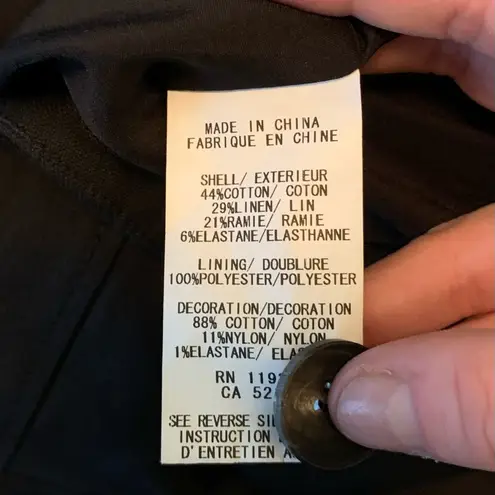 MADE IN CHINA
FABRIQUE EN CHINE
SHELL/ EXTERIEUR
44%COTTON/ COTON
29%LINEN/ LIN
21%RAMIE/ RAMIE
6%ELASTANE/ELASTHANNE
LINING/ DOUBLURE
100%POLYESTER/POLYESTER
DECORATION/DECORATION
88% COTTON/ COTON
11%NYLON/ NYLON
1%ELASTANE/
RN
CA
SEE REVERSE
INSTRUCTION
D'ENTRETIEN